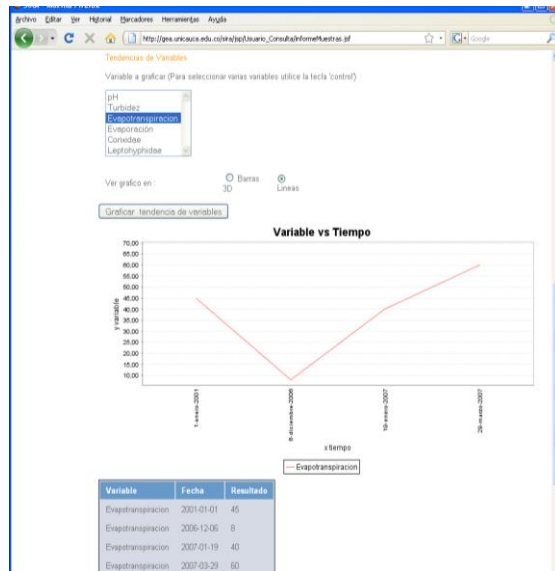 Archivo Editar Ver Historial Marcadores Herramientas Ayuda
http://gea.unicauca.edu.co/sira/jsp/Usuario_Consulta/InformeMuestras.jsf
Google
Tendencias de Variables
Variable a graficar (Para seleccionar varias variables utilice la tecla 'control')
pH
Turbidez
Evapotranspiracion
Evaporación
Corixidae
Leptohyphidae
Ver grafico en :
Barras 3D
Lineas
Graficar tendencia de variables
Variable vs Tiempo
70,00
65,00
60,00
55,00
50,00
45,00
40,00
35,00
30,00
25,00
20,00
15,00
10,00
y variable
1-enero-2001
6-diciembre-2006
19-enero-2007
29-marzo-2007
x tiempo
Evapotranspiracion
Variable Fecha Resultado
Evapotranspiracion 2001-01-01 45
Evapotranspiracion 2006-12-06 8
Evapotranspiracion 2007-01-19 40
Evapotranspiracion 2007-03-29 60